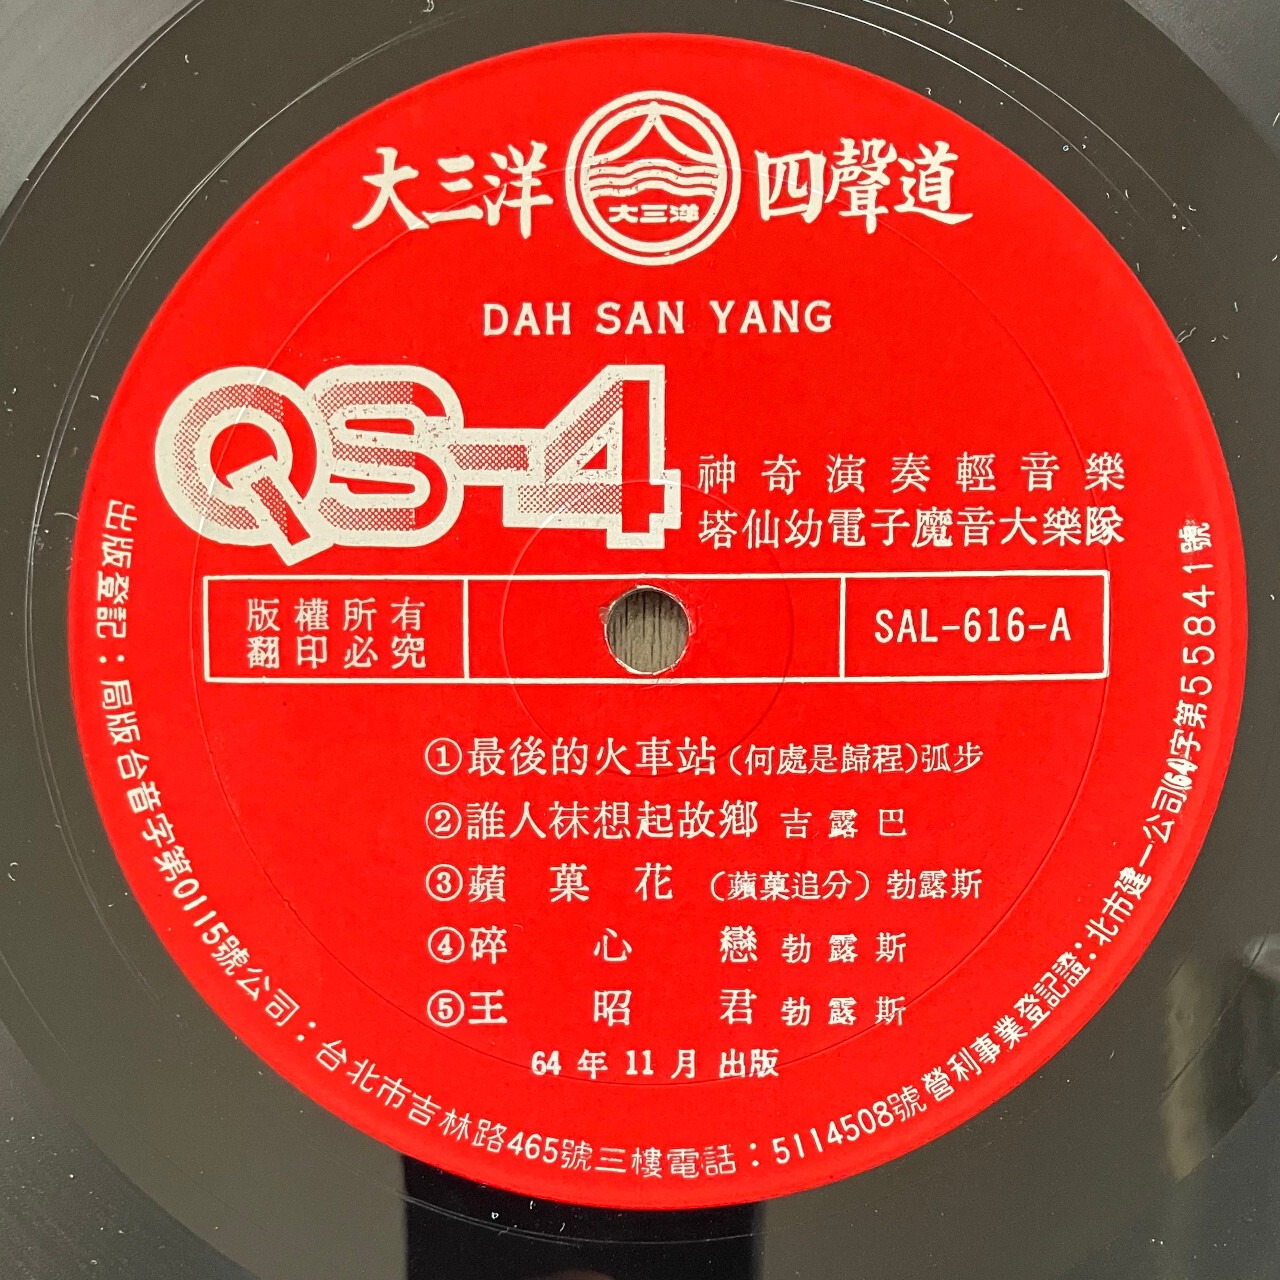 大三洋 四聲道
大
大三洋
DAH SAN YANG
QS-4
神奇演奏輕音樂
塔仙幼電子魔音大樂隊
版權所有
翻印必究
SAL-616-A
①最後的火車站(何處是歸程)弧步
②誰人袜想起故鄉 吉露巴
③蘋菓花 (蘋菓追分) 勃露斯
④碎心戀 勃露斯
⑤王昭君 勃露斯
64年11月出版
出版登記：局版台音字第0115號公司：台北市吉林路465號三樓電話：5114508號營利事業登記證：北市建一公司(64)字第55841號